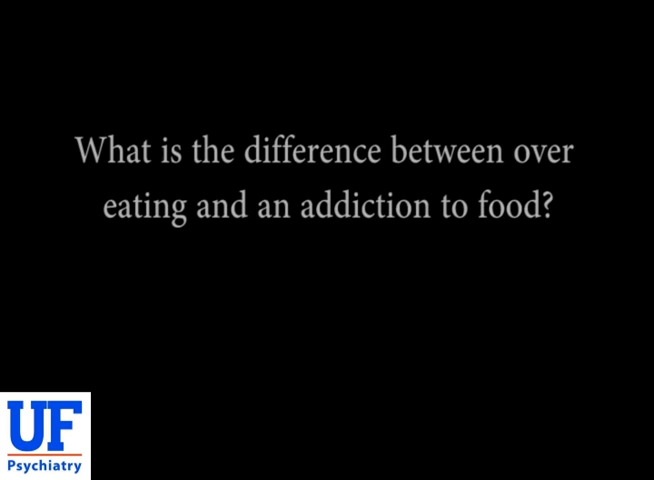 What is the difference between over
eating and an addiction to food?
UF
Psychiatry